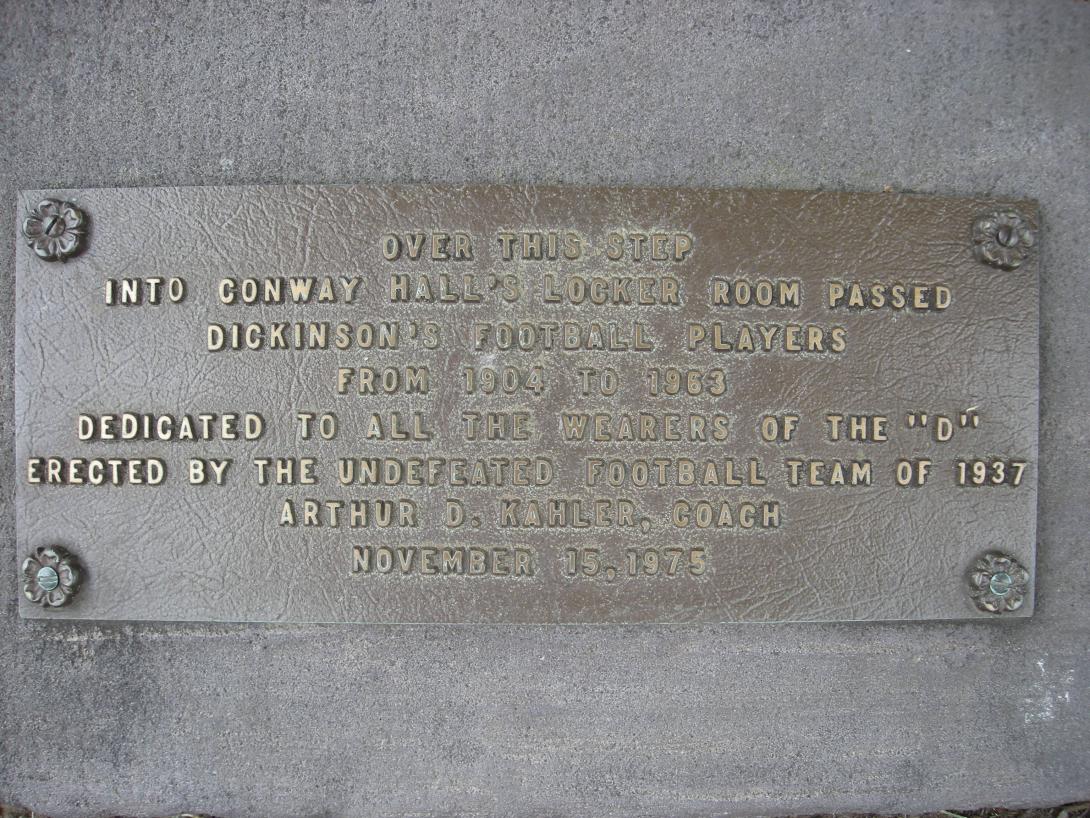 OVER THIS STEP
INTO CONWAY HALL'S LOCKER ROOM PASSED
DICKINSON'S FOOTBALL PLAYERS
FROM 1904 TO 1963
DEDICATED TO ALL THE WEARERS OF THE "D"
ERECTED BY THE UNDEFEATED FOOTBALL TEAM OF 1937
ARTHUR D. KAHLER, COACH
NOVEMBER 15, 1975